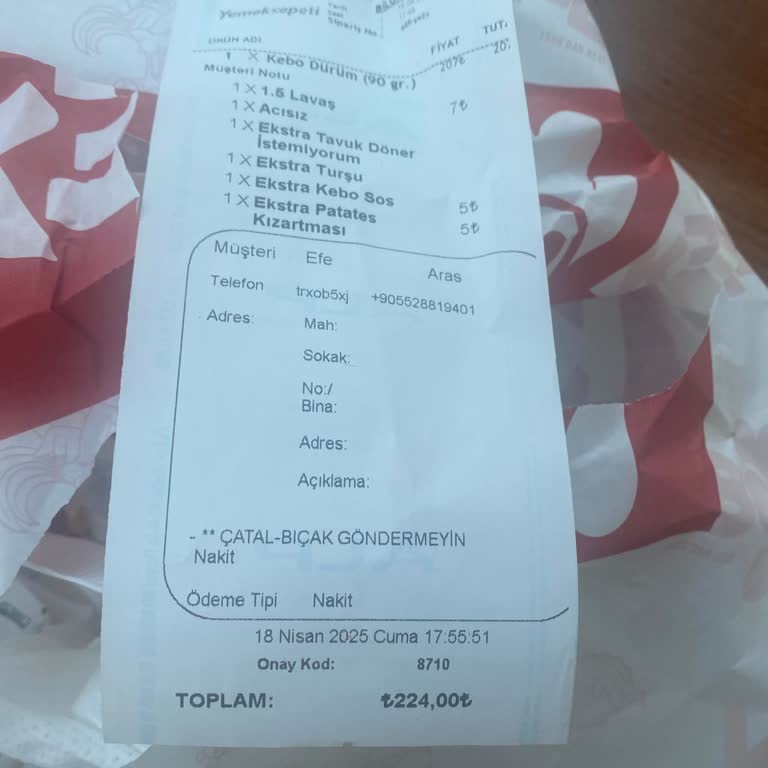 Yemeksepeti
Sipariş No:
ÜRÜN ADI FİYAT TUT.
1 X Kebo Dürüm (90 gr.) 207₺ 20
Müşteri Notu
1 X 1.5 Lavaş 7₺
1 X Acısız
1 X Ekstra Tavuk Döner
İstemiyorum
1 X Ekstra Turşu
1 X Ekstra Kebo Sos 5₺
1 X Ekstra Patates 5₺
Kızartması
Müşteri Efe Aras
Telefon trxob5xj +905528819401
Adres: Mah:
Sokak:
No:/
Bina:
Adres:
Açıklama:
- ** ÇATAL-BIÇAK GÖNDERMEYİN
Nakit
Ödeme Tipi Nakit
18 Nisan 2025 Cuma 17:55:51
Onay Kod: 8710
TOPLAM: ₺224,00₺